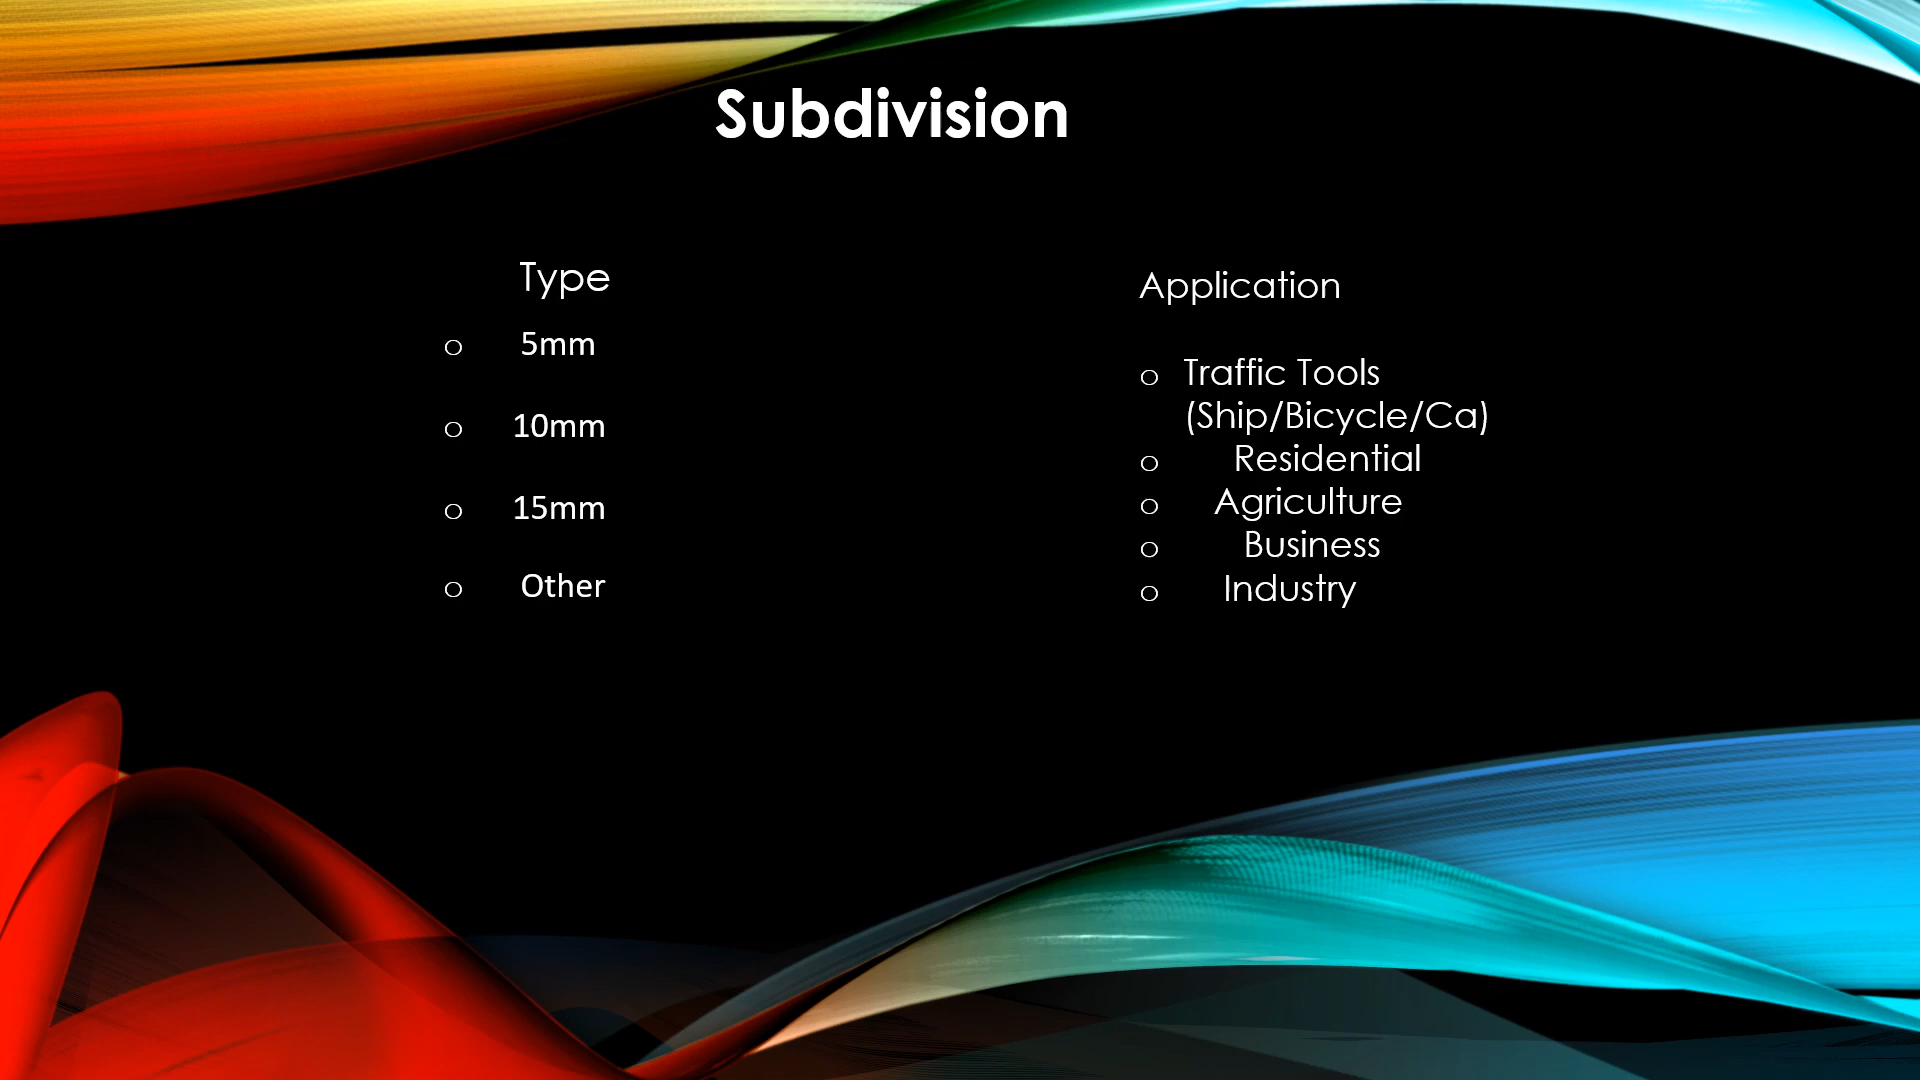 Subdivision
Type
o 5mm
o 10mm
o 15mm
o Other
Application
o Traffic Tools
(Ship/Bicycle/Ca)
o Residential
o Agriculture
o Business
o Industry